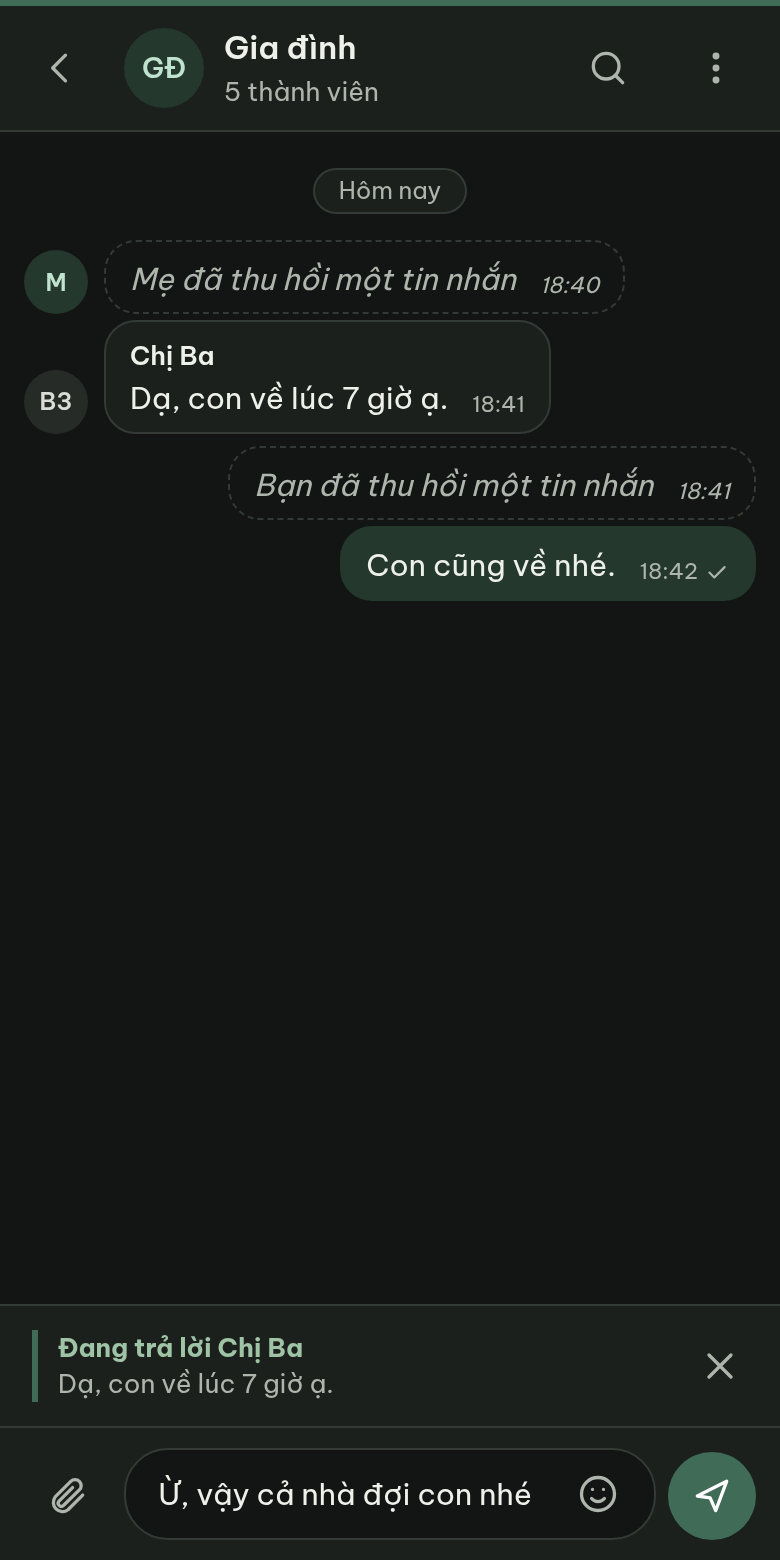 GĐ
Gia đình
5 thành viên
Hôm nay
M
Mẹ đã thu hồi một tin nhắn 18:40
Chị Ba
B3
Dạ, con về lúc 7 giờ ạ. 18:41
Bạn đã thu hồi một tin nhắn 18:41
Con cũng về nhé. 18:42
Đang trả lời Chị Ba
Dạ, con về lúc 7 giờ ạ.
Ừ, vậy cả nhà đợi con nhé